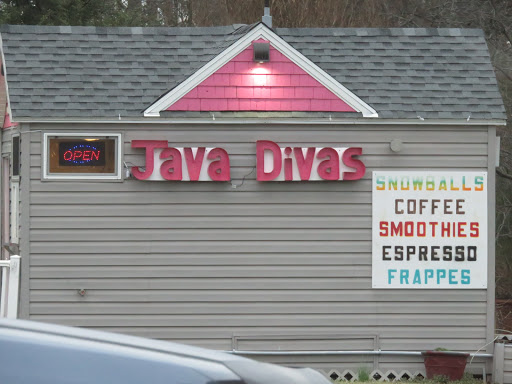 OPEN
Java Divas
SNOWBALLS
COFFEE
SMOOTHIES
ESPRESSO
FRAPPES